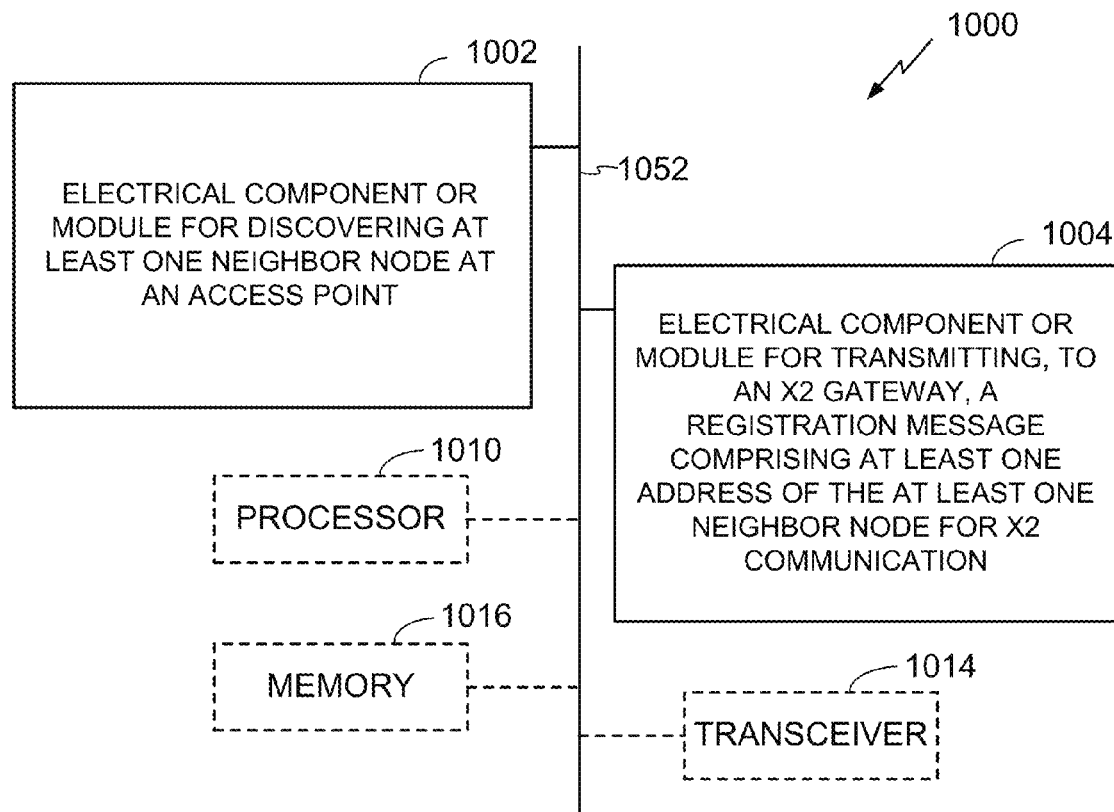 1000
1002
1052
ELECTRICAL COMPONENT OR
MODULE FOR DISCOVERING AT
LEAST ONE NEIGHBOR NODE AT
AN ACCESS POINT
1004
ELECTRICAL COMPONENT OR
MODULE FOR TRANSMITTING, TO
AN X2 GATEWAY, A
REGISTRATION MESSAGE
COMPRISING AT LEAST ONE
ADDRESS OF THE AT LEAST ONE
NEIGHBOR NODE FOR X2
COMMUNICATION
1010
PROCESSOR
1016
MEMORY
1014
TRANSCEIVER